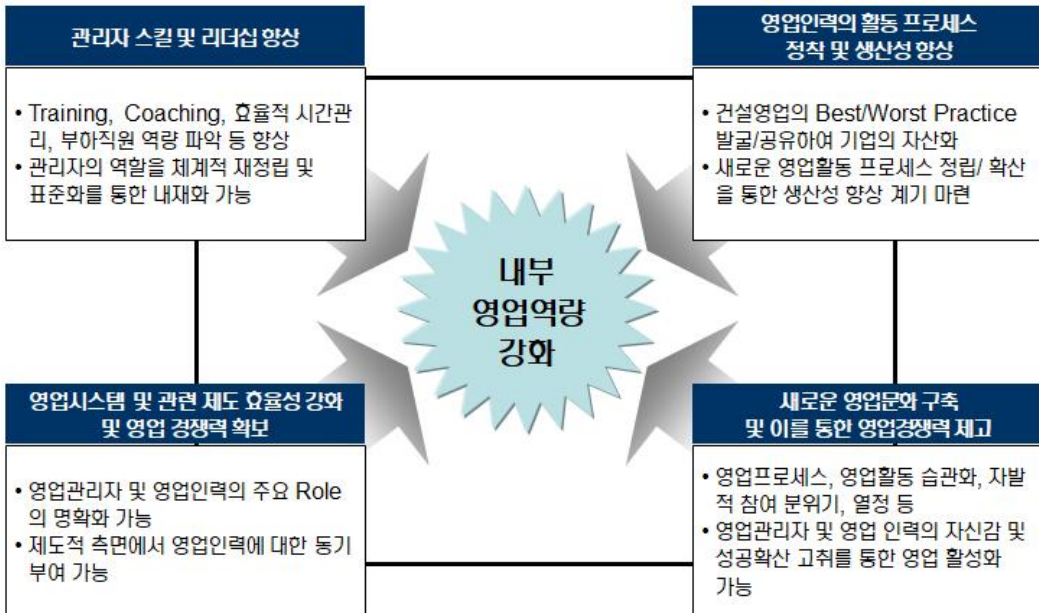 관리자 스킬 및 리더십 향상
• Training, Coaching, 효율적 시간관
리, 부하직원 역량 파악 등 향상
• 관리자의 역할을 체계적 재정립 및
표준화를 통한 내재화 가능
영업인력의 활동 프로세스
정착 및 생산성 향상
• 건설영업의 Best/Worst Practice
발굴/공유하여 기업의 자산화
• 새로운 영업활동 프로세스 정립/ 확산
을 통한 생산성 향상 계기 마련
내부
영업역량
강화
영업시스템 및 관련 제도 효율성 강화
및 영업 경쟁력 확보
• 영업관리자 및 영업인력의 주요 Role
의 명확화 가능
• 제도적 측면에서 영업인력에 대한 동기
부여 가능
새로운 영업문화 구축
및 이를 통한 영업경쟁력 제고
• 영업프로세스, 영업활동 습관화, 자발
적 참여 분위기, 열정 등
• 영업관리자 및 영업 인력의 자신감 및
성공확산 고취를 통한 영업 활성화
가능